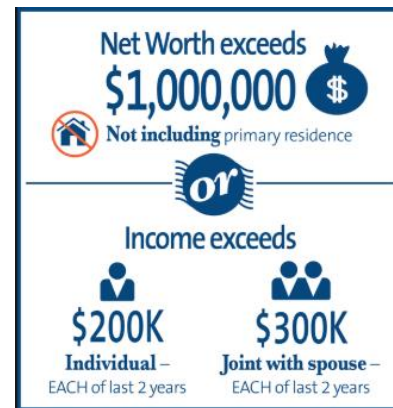 Net Worth exceeds
$1,000,000 $
Not including primary residence
or
Income exceeds
$200K
Individual –
EACH of last 2 years
$300K
Joint with spouse –
EACH of last 2 years